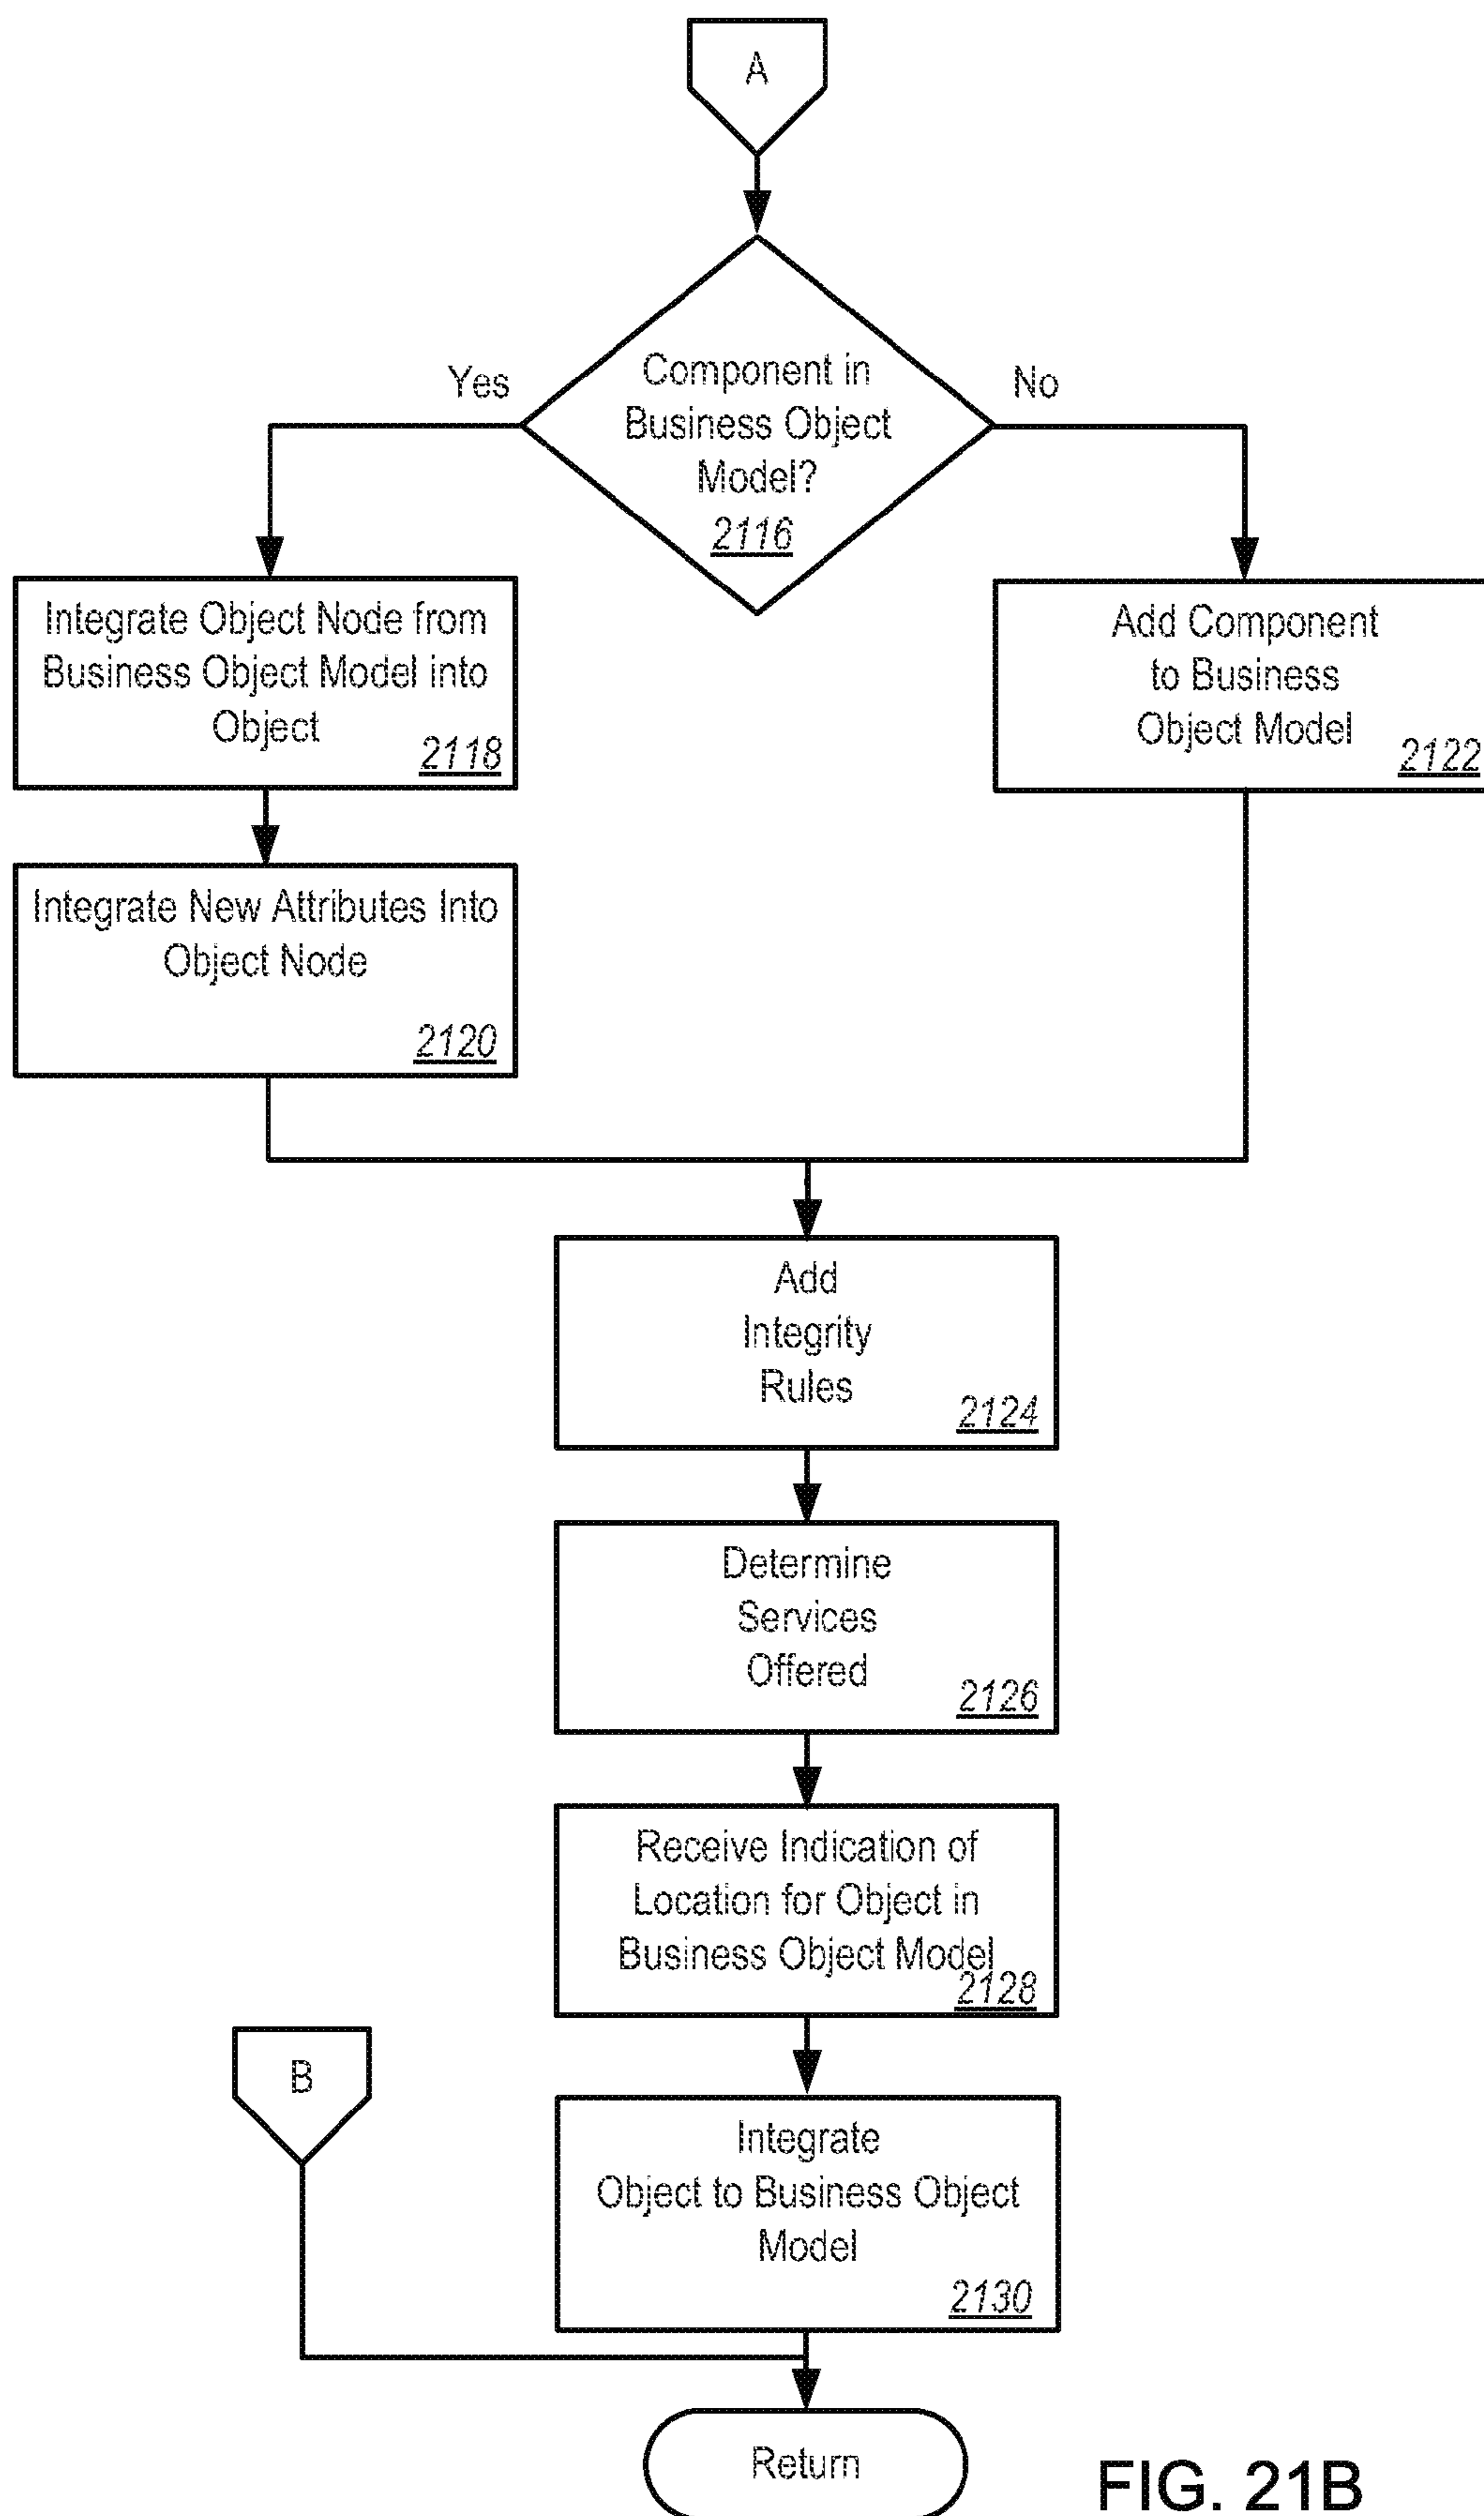 A
Yes
Component in
Business Object
Model?
2116
No
Integrate Object Node from
Business Object Model into
Object
2118
Add Component
to Business
Object Model
2122
Integrate New Attributes Into
Object Node
2120
Add
Integrity
Rules
2124
Determine
Services
Offered
2126
Receive Indication of
Location for Object in
Business Object Model
2128
B
Integrate
Object to Business Object
Model
2130
Return
FIG. 21B